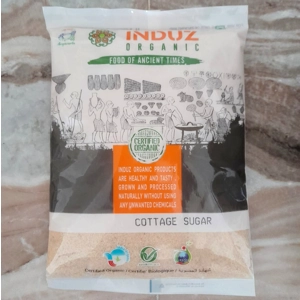 INDUZ
ORGANIC
FOOD OF ANCIENT TIMES
CERTIFIED
ORGANIC
INDUZ ORGANIC PRODUCTS
ARE HEALTHY AND TASTY
GROWN AND PROCESSED
NATURALLY WITHOUT USING
ANY UNWANTED CHEMICALS
COTTAGE SUGAR